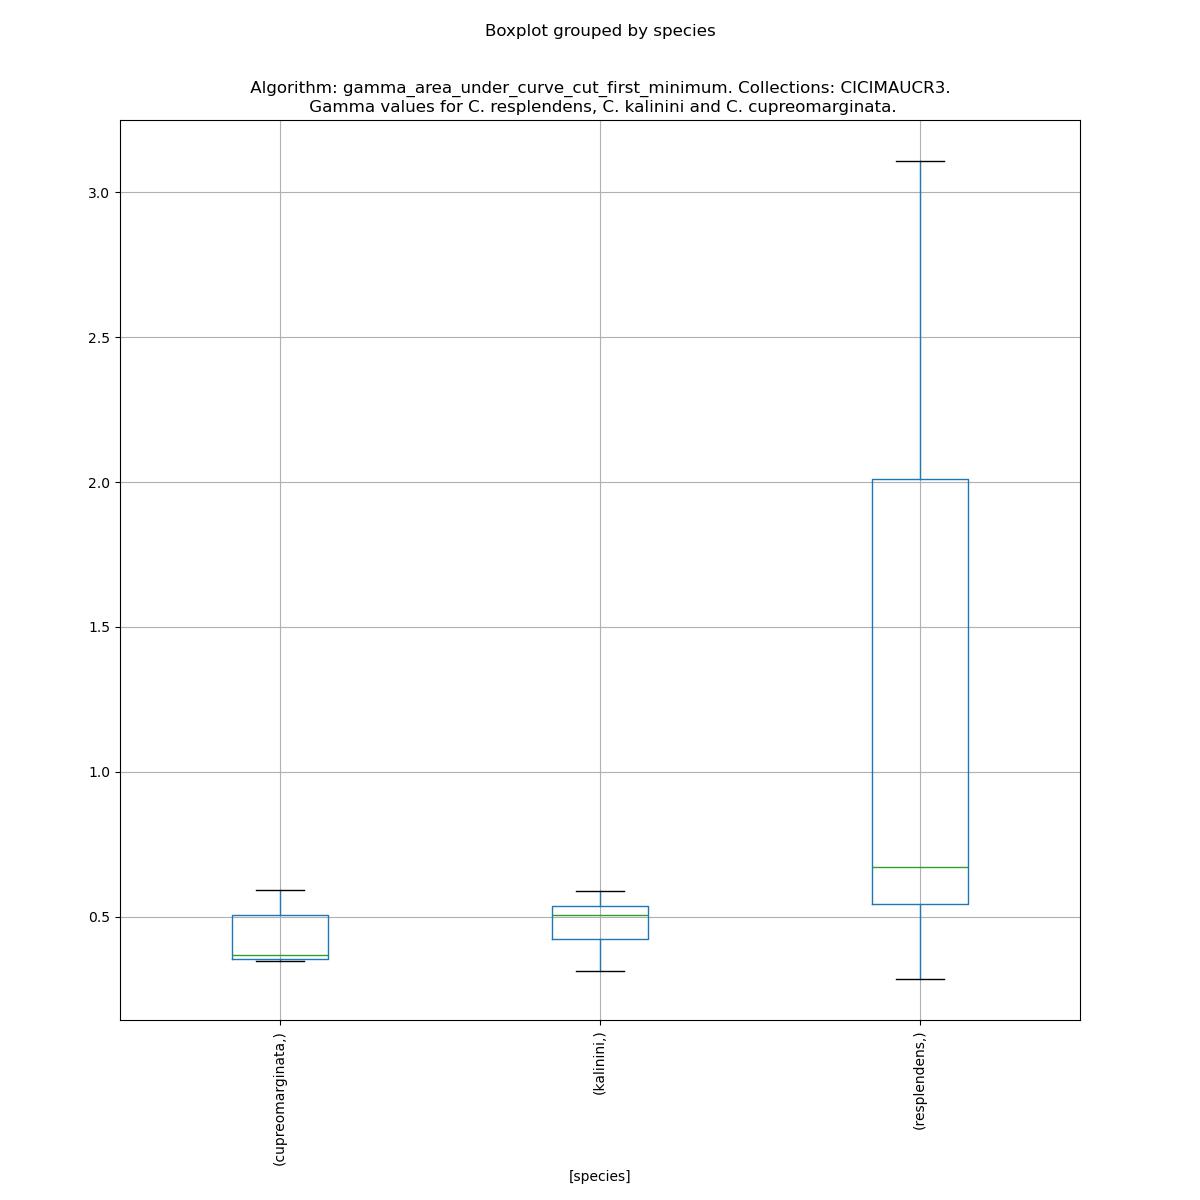 Boxplot grouped by species
Algorithm: gamma_area_under_curve_cut_first_minimum. Collections: CICIMAUCR3.
Gamma values for C. resplendens, C. kalinini and C. cupreomarginata.
3.0
2.5
2.0
1.5
1.0
0.5
(cupreomarginata,)
(kalinini,)
(resplendens,)
[species]